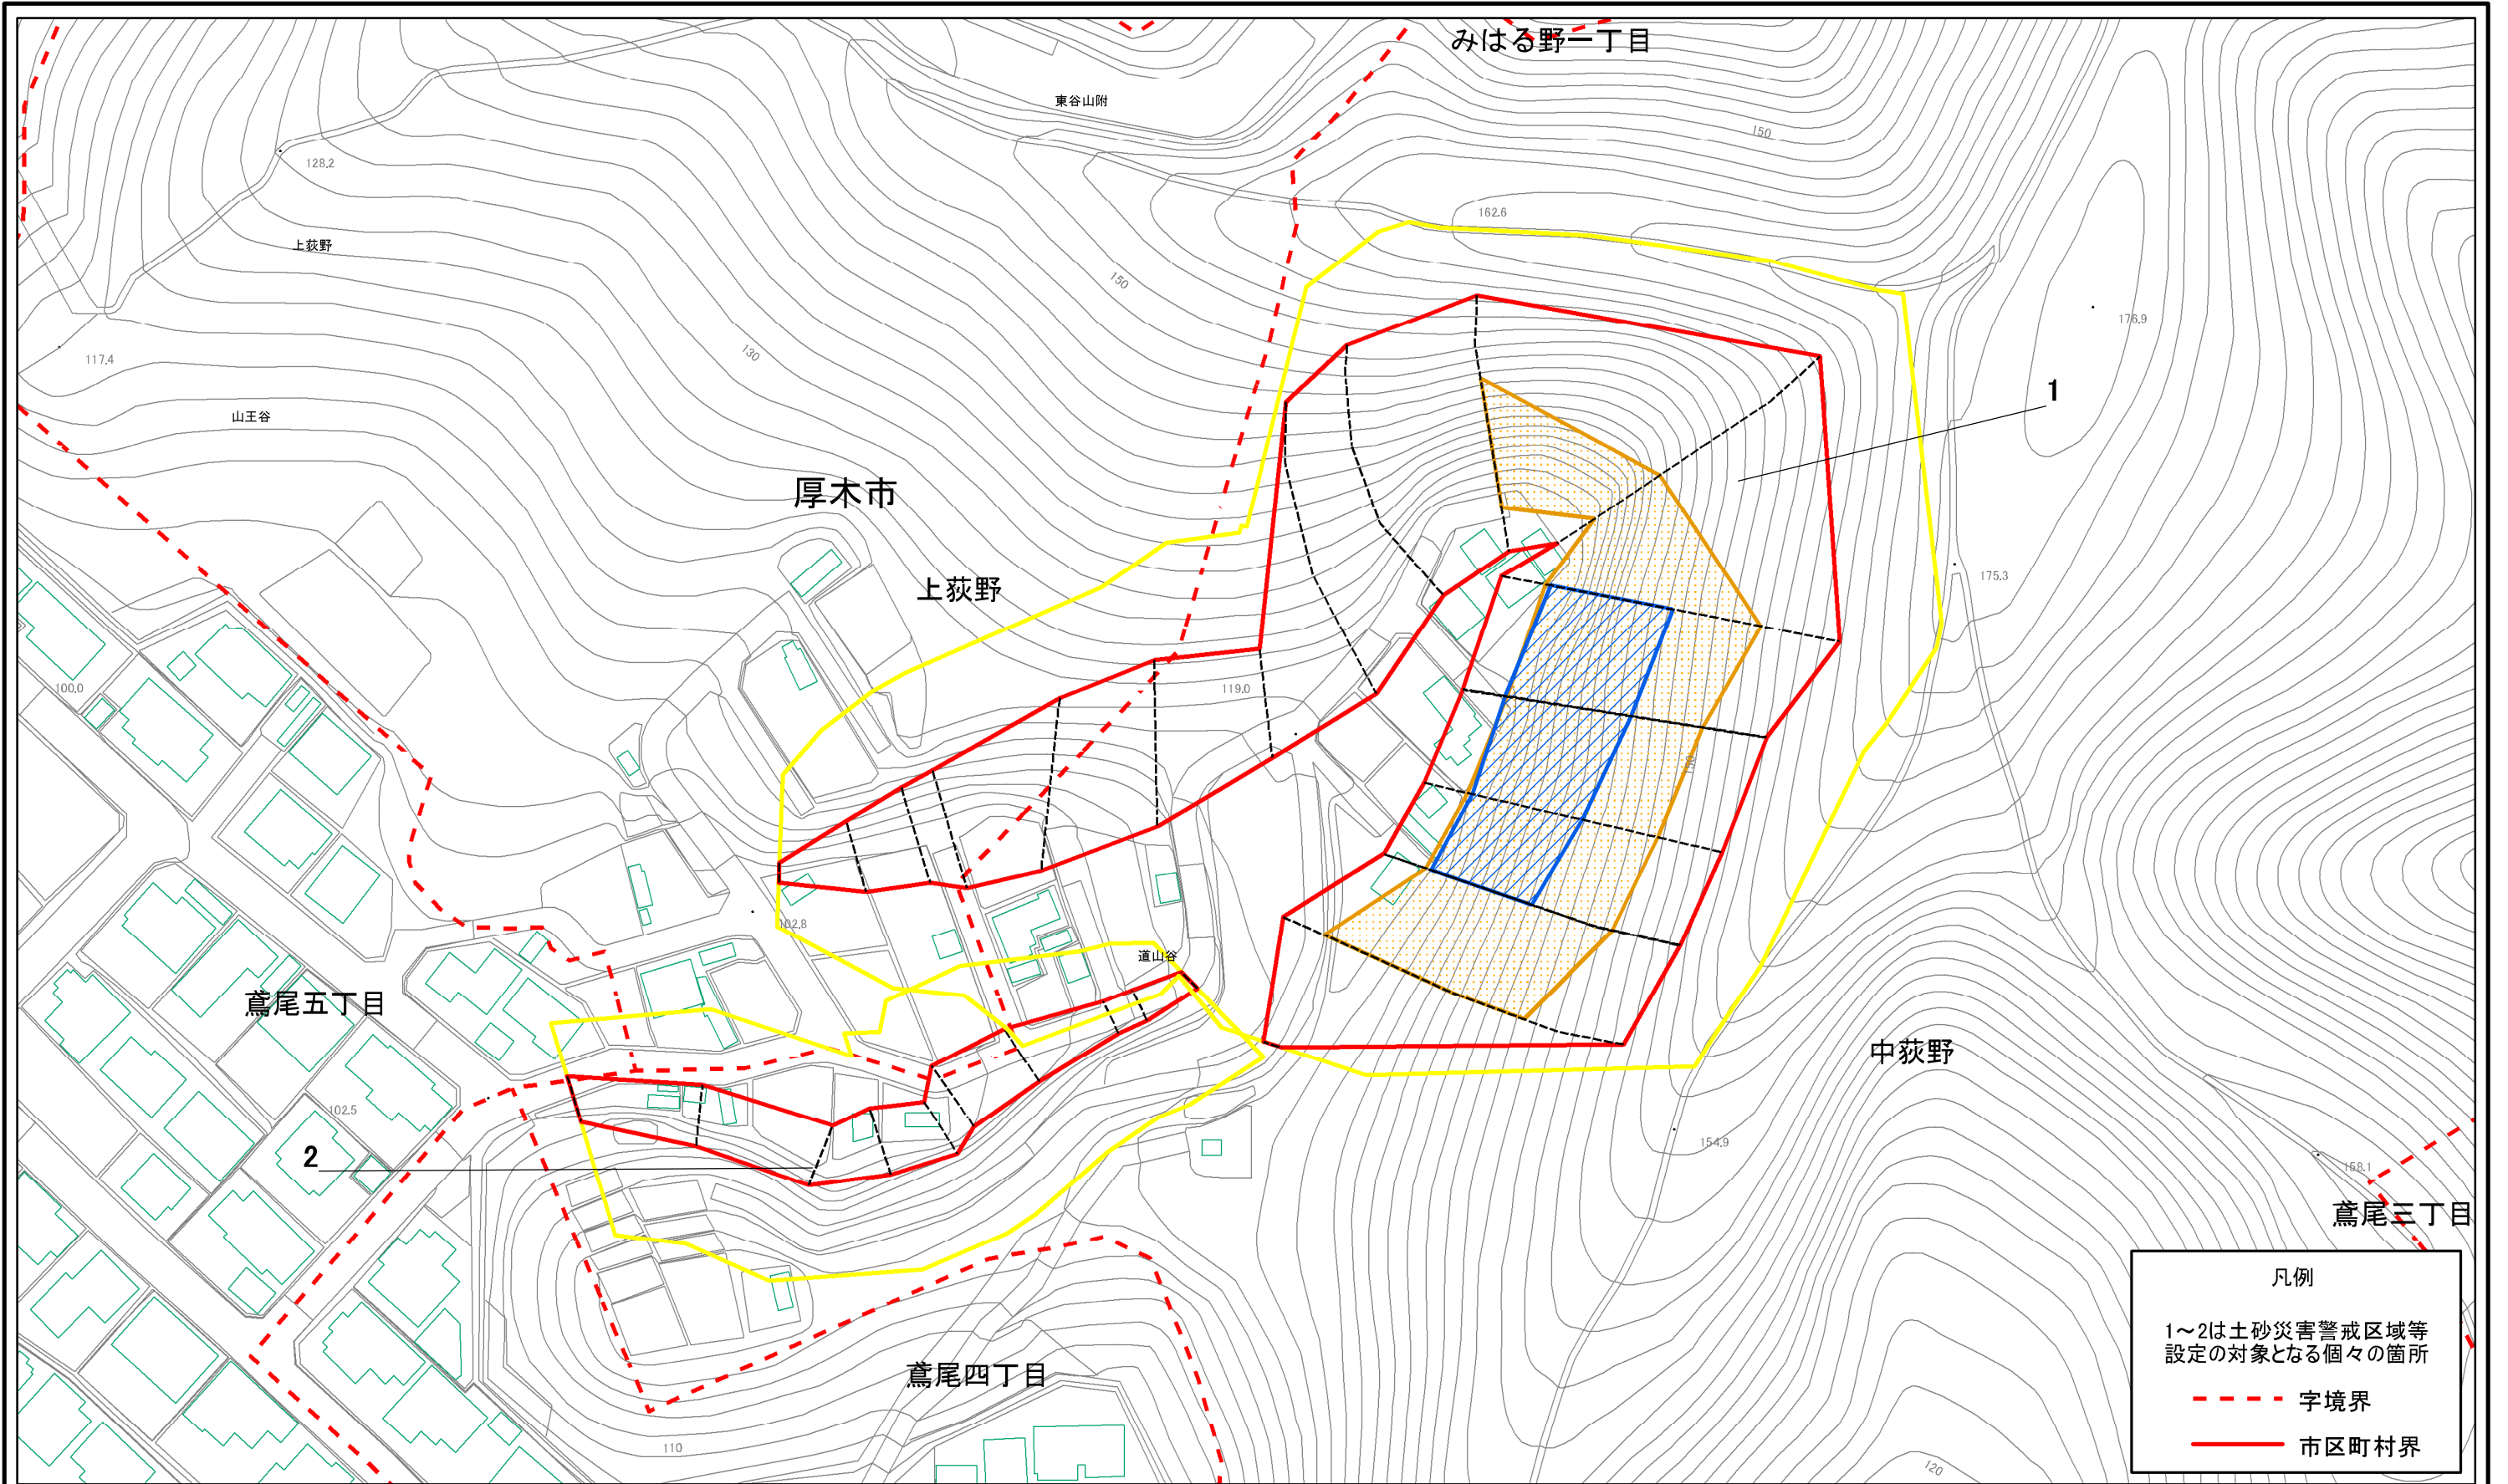 みはる野一丁目
東谷山附
150
128.2
162.6
上荻野
150
176.9
130
117.4
1
山王谷
厚木市
175.3
上荻野
100.0
119.0
150
102.8
道山谷
鳶尾五丁目
中荻野
102.5
154.9
2
158.1
鳶尾三丁目
凡例
1～2は土砂災害警戒区域等
設定の対象となる個々の箇所
鳶尾四丁目
字境界
110
市区町村界
120